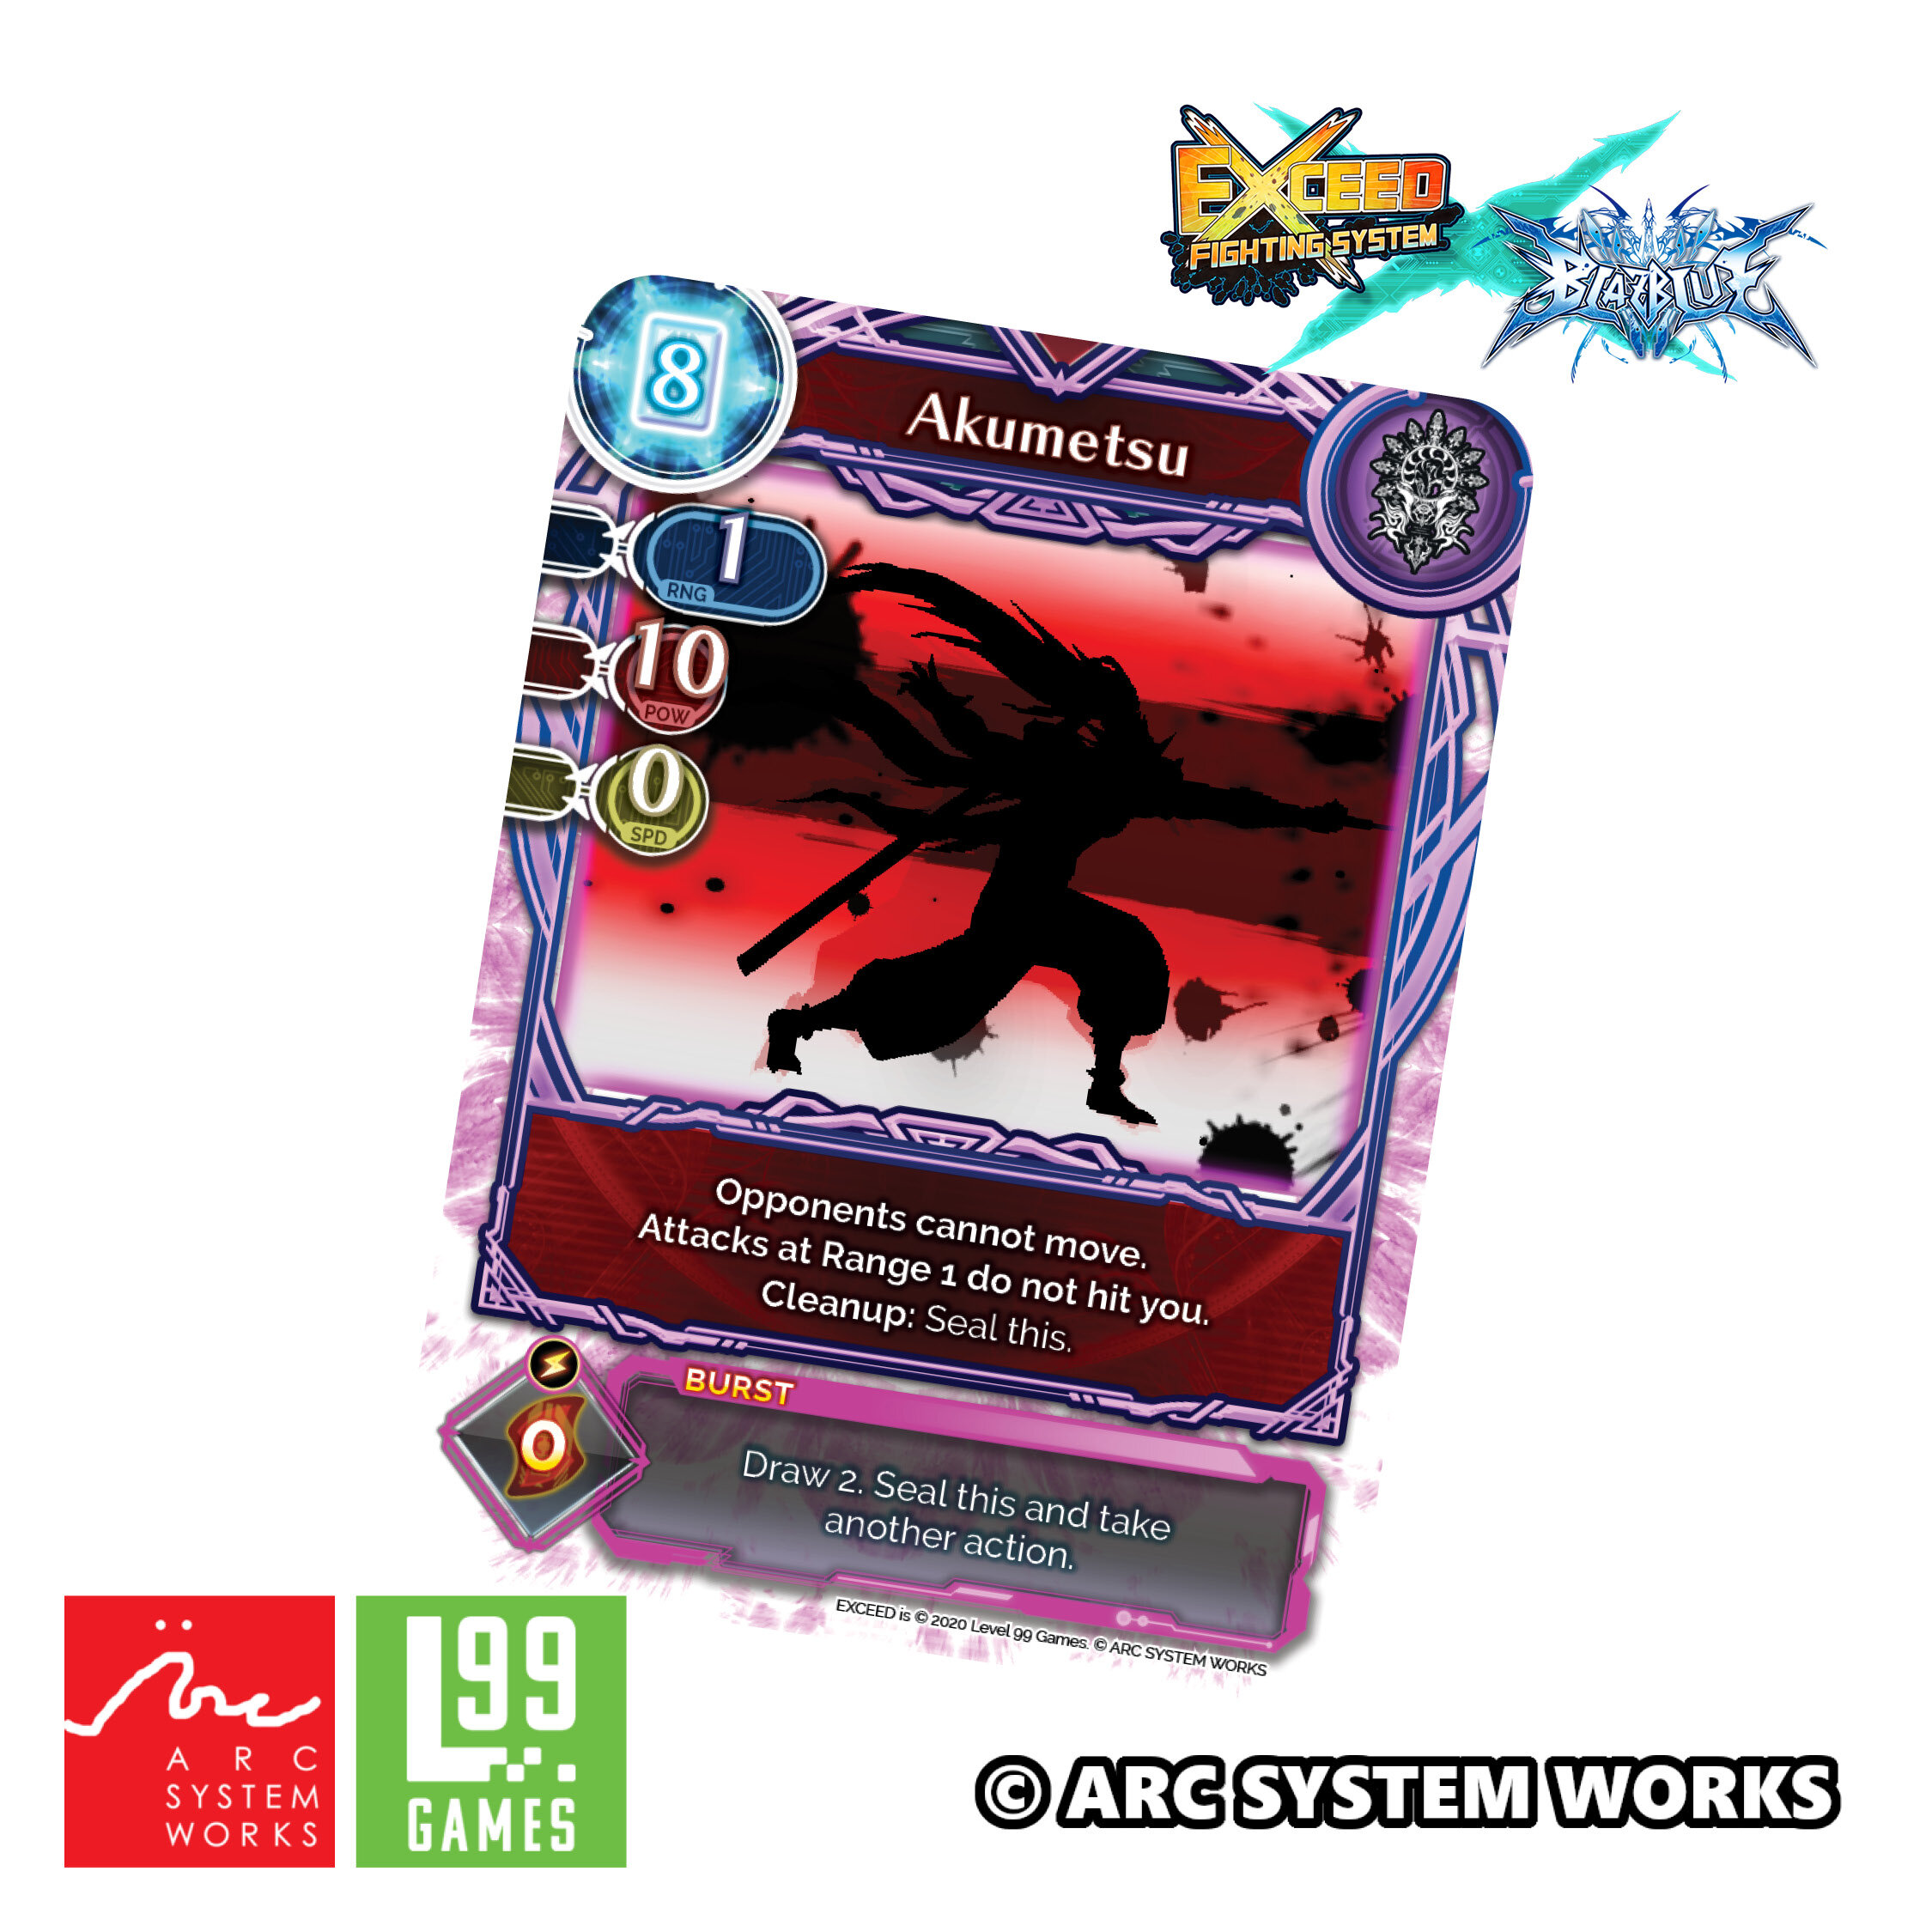 EXCEED
FIGHTING SYSTEM
BLAZBLUE
8
Akumetsu
1
RNG
10
POW
0
SPD
Opponents cannot move.
Attacks at Range 1 do not hit you.
Cleanup: Seal this.
BURST
0
Draw 2. Seal this and take
another action.
EXCEED is © 2020 Level 99 Games. © ARC SYSTEM WORKS
Arc
ARC
SYSTEM
WORKS
L99
GAMES
© ARC SYSTEM WORKS